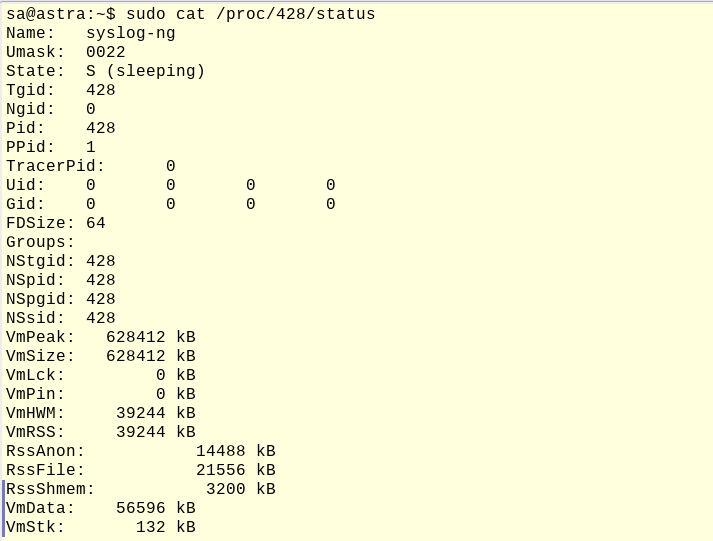 sa@astra:~$ sudo cat /proc/428/status
Name:   syslog-ng
Umask:  0022
State:  S (sleeping)
Tgid:   428
Ngid:   0
Pid:    428
PPid:   1
TracerPid:      0
Uid:    0       0       0       0
Gid:    0       0       0       0
FDSize: 64
Groups:
NStgid: 428
NSpid:  428
NSpgid: 428
NSsid:  428
VmPeak:   628412 kB
VmSize:   628412 kB
VmLck:         0 kB
VmPin:         0 kB
VmHWM:     39244 kB
VmRSS:     39244 kB
RssAnon:           14488 kB
RssFile:           21556 kB
RssShmem:           3200 kB
VmData:    56596 kB
VmStk:       132 kB